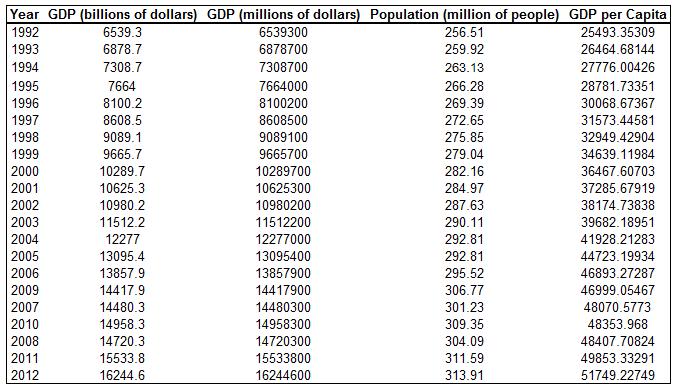 Year GDP (billions of dollars) GDP (millions of dollars) Population (million of people) GDP per Capita
1992 6539.3 6539300 256.51 25493.35309
1993 6878.7 6878700 259.92 26464.68144
1994 7308.7 7308700 263.13 27776.00426
1995 7664 7664000 266.28 28781.73351
1996 8100.2 8100200 269.39 30068.67367
1997 8608.5 8608500 272.65 31573.44581
1998 9089.1 9089100 275.85 32949.42904
1999 9665.7 9665700 279.04 34639.11984
2000 10289.7 10289700 282.16 36467.60703
2001 10625.3 10625300 284.97 37285.67919
2002 10980.2 10980200 287.63 38174.73838
2003 11512.2 11512200 290.11 39682.18951
2004 12277 12277000 292.81 41928.21283
2005 13095.4 13095400 292.81 44723.19934
2006 13857.9 13857900 295.52 46893.27287
2009 14417.9 14417900 306.77 46999.05467
2007 14480.3 14480300 301.23 48070.5773
2010 14958.3 14958300 309.35 48353.968
2008 14720.3 14720300 304.09 48407.70824
2011 15533.8 15533800 311.59 49853.33291
2012 16244.6 16244600 313.91 51749.22749